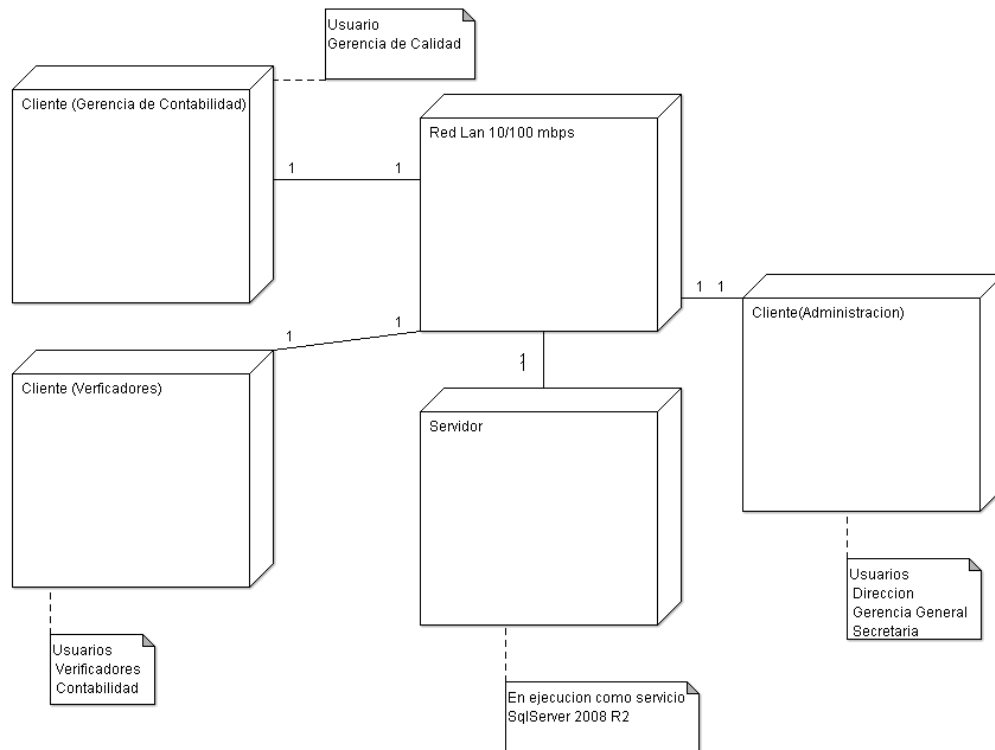 Usuario
Gerencia de Calidad
Cliente (Gerencia de Contabilidad)
Red Lan 10/100 mbps
1
1
1
1
Cliente(Administracion)
1
1
1
1
Cliente (Verficadores)
Servidor
Usuarios
Direccion
Gerencia General
Secretaria
Usuarios
Verificadores
Contabilidad
En ejecucion como servicio
SqlServer 2008 R2